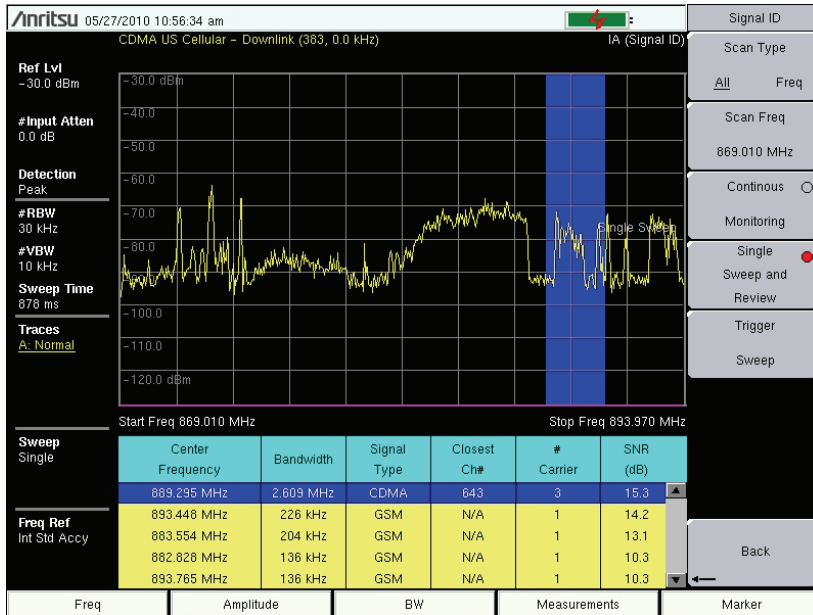 Anritsu 05/27/2010 10:56:34 am
CDMA US Cellular – Downlink (383, 0.0 kHz)
IA (Signal ID)
Ref Lvl
-30.0 dBm
#Input Atten
0.0 dB
Detection
Peak
#RBW
30 kHz
#VBW
10 kHz
Sweep Time
878 ms
Traces
A: Normal
Sweep
Single
Freq Ref
Int Std Accy
-30.0 dBm
-40.0
-50.0
-60.0
-70.0
-80.0
-100.0
-110.0
-120.0 dBm
Single Sweep
Start Freq 869.010 MHz
Stop Freq 893.970 MHz
Center Frequency Bandwidth Signal Type Closest Ch# # Carrier SNR (dB)
889.295 MHz 2.609 MHz CDMA 643 3 15.3
893.448 MHz 226 kHz GSM N/A 1 14.2
883.554 MHz 204 kHz GSM N/A 1 13.1
882.828 MHz 136 kHz GSM N/A 1 10.3
893.765 MHz 136 kHz GSM N/A 1 10.3
Signal ID
Scan Type
All Freq
Scan Freq
869.010 MHz
Continous
Monitoring
Single
Sweep and
Review
Trigger
Sweep
Back
Freq Amplitude BW Measurements Marker